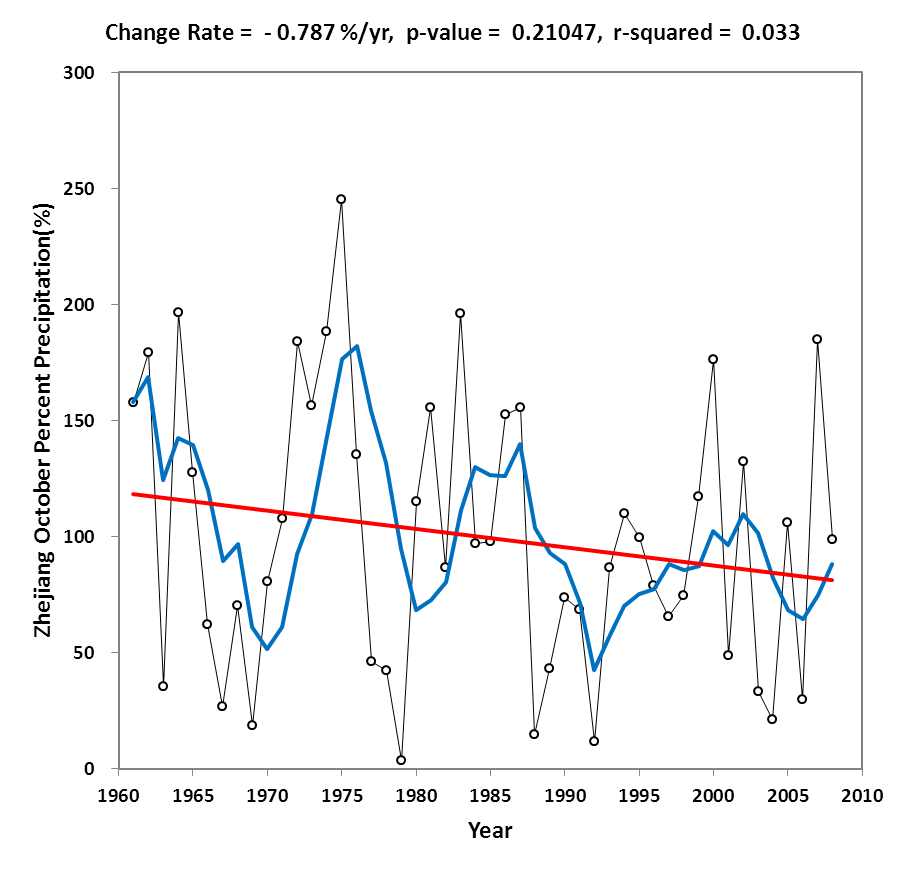 Change Rate = - 0.787 %/yr, p-value = 0.21047, r-squared = 0.033
300
250
200
150
100
50
0
Zhejiang October Percent Precipitation(%)
1960 1965 1970 1975 1980 1985 1990 1995 2000 2005 2010
Year